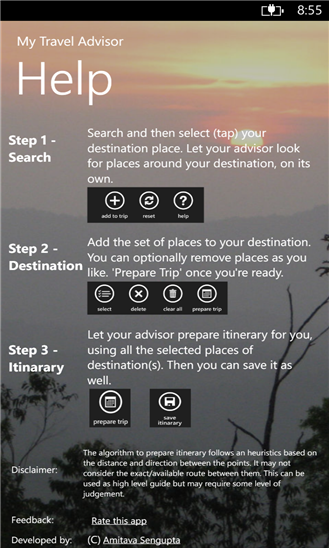 8:55
My Travel Advisor
Help
Step 1 -
Search
Search and then select (tap) your
destination place. Let your advisor look
for places around your destination, on its
own.
add to trip reset help
Step 2 -
Destination
Add the set of places to your destination.
You can optionally remove places as you
like. 'Prepare Trip' once you're ready.
select delete clear all prepare trip
Step 3 -
Itinarary
Let your advisor prepare itinerary for you,
using all the selected places of
destination(s). Then you can save it as
well.
prepare trip
save
itinarary
Disclaimer:
The algorithm to prepare itinerary follows an heuristics based on
the distance and direction between the points. It may not
consider the exact/available route between them. This can be
used as high level guide but may require some level of
judgement.
Feedback: Rate this app
Developed by: (C) Amitava Sengupta